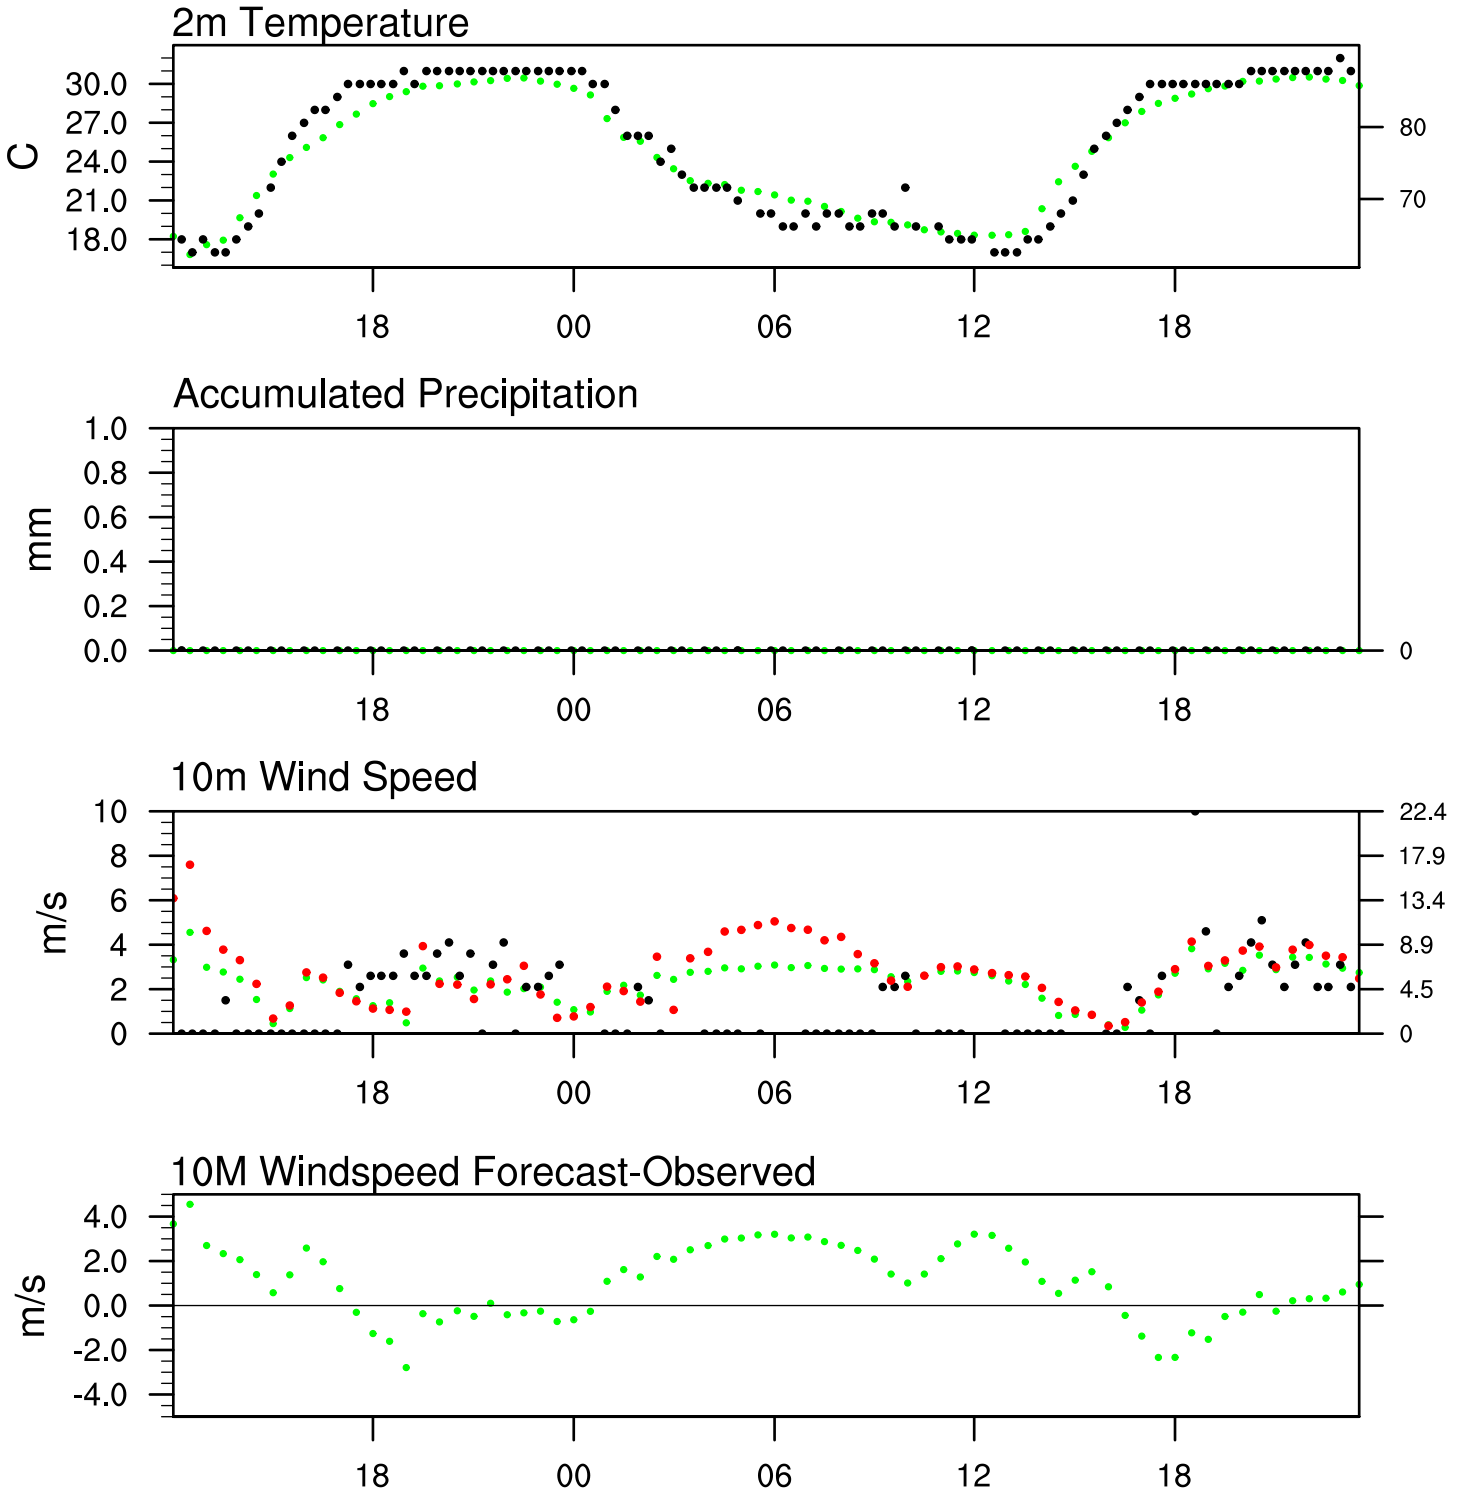 2m Temperature
C
30.0
27.0
24.0
21.0
18.0
80
70
18 00 06 12 18
Accumulated Precipitation
mm
1.0
0.8
0.6
0.4
0.2
0.0
0
18 00 06 12 18
10m Wind Speed
m/s
10
8
6
4
2
0
22.4
17.9
13.4
8.9
4.5
0
18 00 06 12 18
10M Windspeed Forecast-Observed
m/s
4.0
2.0
0.0
-2.0
-4.0
18 00 06 12 18